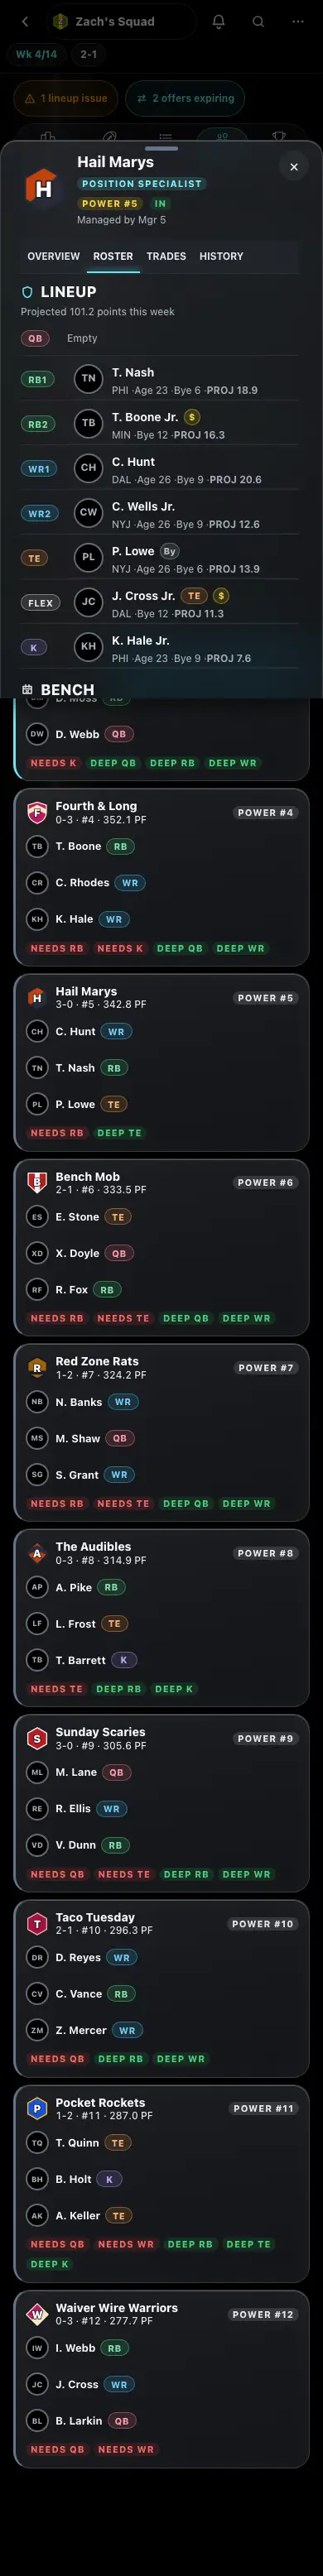 Zach's Squad
Wk 4/14 2-1
1 lineup issue 2 offers expiring
Hail Marys
POSITION SPECIALIST
POWER #5 IN
Managed by Mgr 5
OVERVIEW ROSTER TRADES HISTORY
LINEUP
Projected 101.2 points this week
QB Empty
RB1 TN T. Nash
PHI ·Age 23 ·Bye 6 ·PROJ 18.9
RB2 TB T. Boone Jr. $
MIN ·Bye 12 ·PROJ 16.3
WR1 CH C. Hunt
DAL ·Age 26 ·Bye 9 ·PROJ 20.6
WR2 CW C. Wells Jr.
NYJ ·Age 26 ·Bye 9 ·PROJ 12.6
TE PL P. Lowe By
NYJ ·Age 26 ·Bye 9 ·PROJ 13.9
FLEX JC J. Cross Jr. TE $
DAL ·Bye 12 ·PROJ 11.3
K KH K. Hale Jr.
PHI ·Age 23 ·Bye 9 ·PROJ 7.6
BENCH
DW D. Webb QB
NEEDS K DEEP QB DEEP RB DEEP WR
F Fourth & Long POWER #4
0-3 · #4 · 352.1 PF
TB T. Boone RB
CR C. Rhodes WR
KH K. Hale WR
NEEDS RB NEEDS K DEEP QB DEEP WR
H Hail Marys POWER #5
3-0 · #5 · 342.8 PF
CH C. Hunt WR
TN T. Nash RB
PL P. Lowe TE
NEEDS RB DEEP TE
B Bench Mob POWER #6
2-1 · #6 · 333.5 PF
ES E. Stone TE
XD X. Doyle QB
RF R. Fox RB
NEEDS RB NEEDS TE DEEP QB DEEP WR
R Red Zone Rats POWER #7
1-2 · #7 · 324.2 PF
NB N. Banks WR
MS M. Shaw QB
SG S. Grant WR
NEEDS RB NEEDS TE DEEP QB DEEP WR
A The Audibles POWER #8
0-3 · #8 · 314.9 PF
AP A. Pike RB
LF L. Frost TE
TB T. Barrett K
NEEDS TE DEEP RB DEEP K
S Sunday Scaries POWER #9
3-0 · #9 · 305.6 PF
ML M. Lane QB
RE R. Ellis WR
VD V. Dunn RB
NEEDS QB NEEDS TE DEEP RB DEEP WR
T Taco Tuesday POWER #10
2-1 · #10 · 296.3 PF
DR D. Reyes WR
CV C. Vance RB
ZM Z. Mercer WR
NEEDS QB DEEP RB DEEP WR
P Pocket Rockets POWER #11
1-2 · #11 · 287.0 PF
TQ T. Quinn TE
BH B. Holt K
AK A. Keller TE
NEEDS QB NEEDS WR DEEP RB DEEP TE
DEEP K
W Waiver Wire Warriors POWER #12
0-3 · #12 · 277.7 PF
IW I. Webb RB
JC J. Cross WR
BL B. Larkin QB
NEEDS QB NEEDS WR